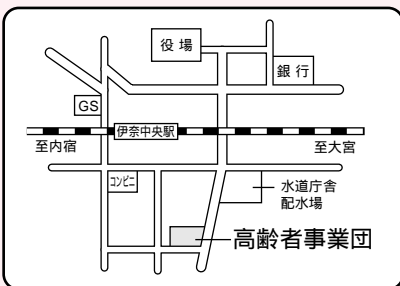 役場
銀行
GS
伊奈中央駅
至内宿
至大宮
コンビニ
水道庁舎
配水場
高齢者事業団